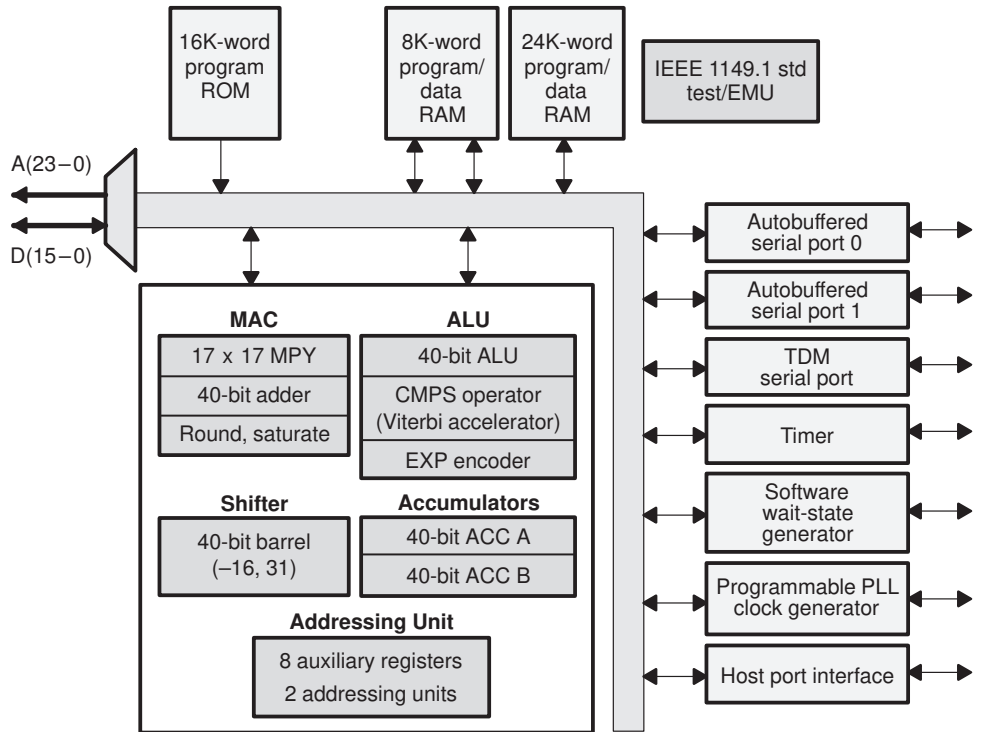 16K-word
program
ROM
8K-word
program/
data
RAM
24K-word
program/
data
RAM
IEEE 1149.1 std
test/EMU
A(23–0)
D(15–0)
MAC
17 x 17 MPY
40-bit adder
Round, saturate
ALU
40-bit ALU
CMPS operator
(Viterbi accelerator)
EXP encoder
Shifter
40-bit barrel
(–16, 31)
Accumulators
40-bit ACC A
40-bit ACC B
Addressing Unit
8 auxiliary registers
2 addressing units
Autobuffered
serial port 0
Autobuffered
serial port 1
TDM
serial port
Timer
Software
wait-state
generator
Programmable PLL
clock generator
Host port interface